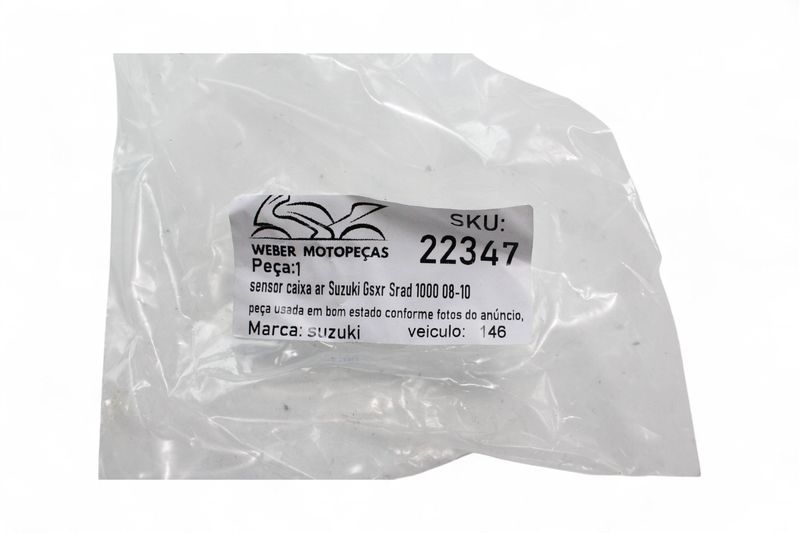 WEBER MOTOPEÇAS
SKU:
22347
Peça:1
sensor caixa ar Suzuki Gsxr Srad 1000 08-10
peça usada em bom estado conforme fotos do anúncio,
Marca: suzuki veiculo: 146